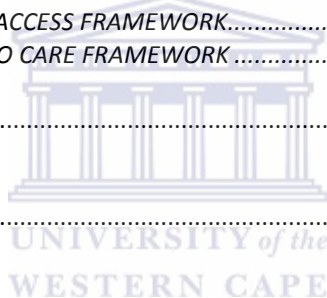 ACCESS FRAMEWORK...............
O CARE FRAMEWORK ..............
................................................
................................................
UNIVERSITY of the
WESTERN CAPE